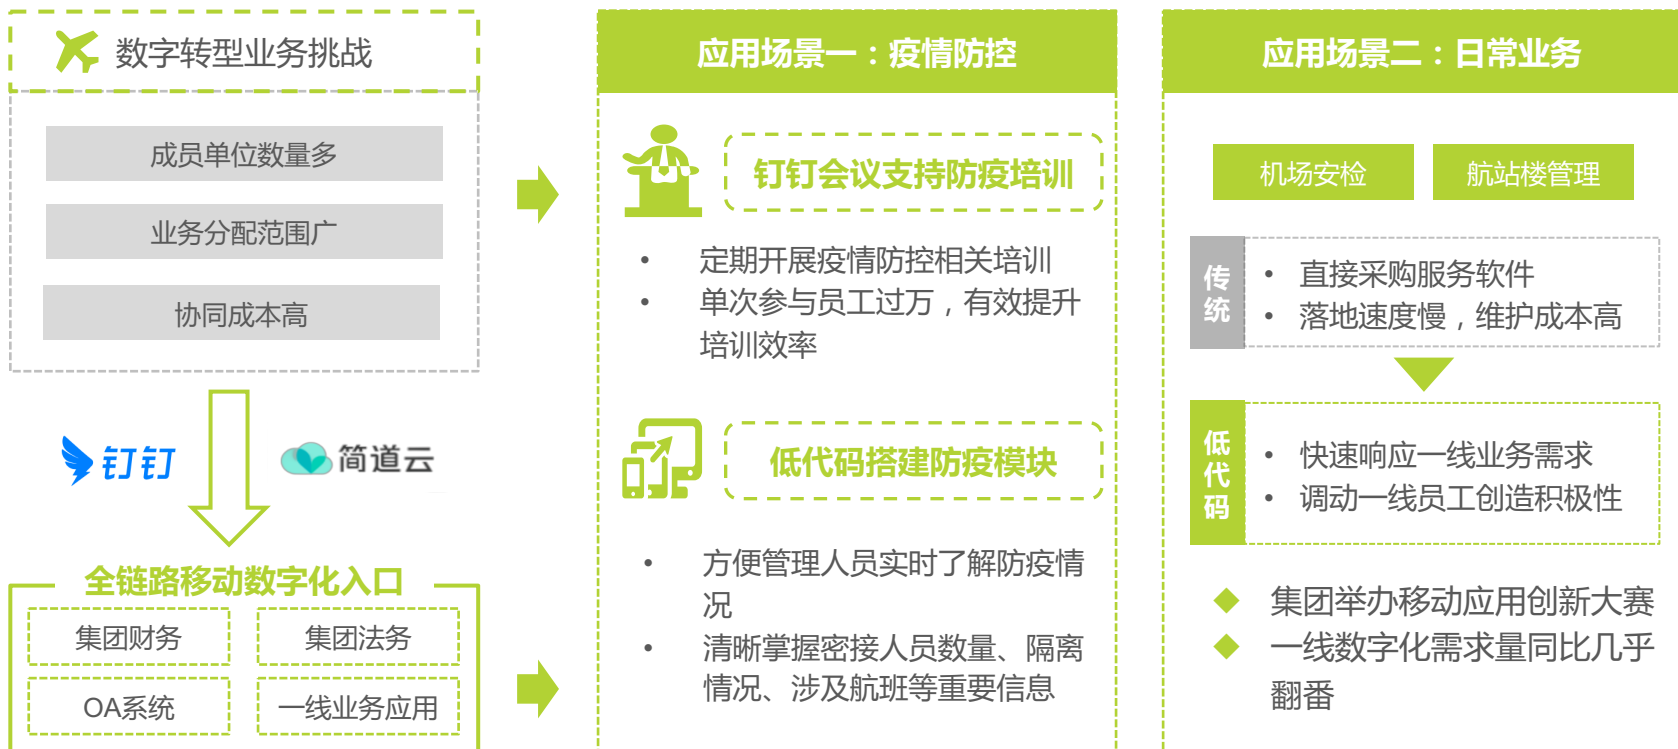 数字转型业务挑战
成员单位数量多
业务分配范围广
协同成本高
钉钉
简道云
全链路移动数字化入口
集团财务
集团法务
OA系统
一线业务应用
应用场景一：疫情防控
钉钉会议支持防疫培训
• 定期开展疫情防控相关培训
• 单次参与员工过万，有效提升
培训效率
低代码搭建防疫模块
• 方便管理人员实时了解防疫情
况
• 清晰掌握密接人员数量、隔离
情况、涉及航班等重要信息
应用场景二：日常业务
机场安检
航站楼管理
传统
• 直接采购服务软件
• 落地速度慢，维护成本高
低代码
• 快速响应一线业务需求
• 调动一线员工创造积极性
◆ 集团举办移动应用创新大赛
◆ 一线数字化需求量同比几乎
翻番